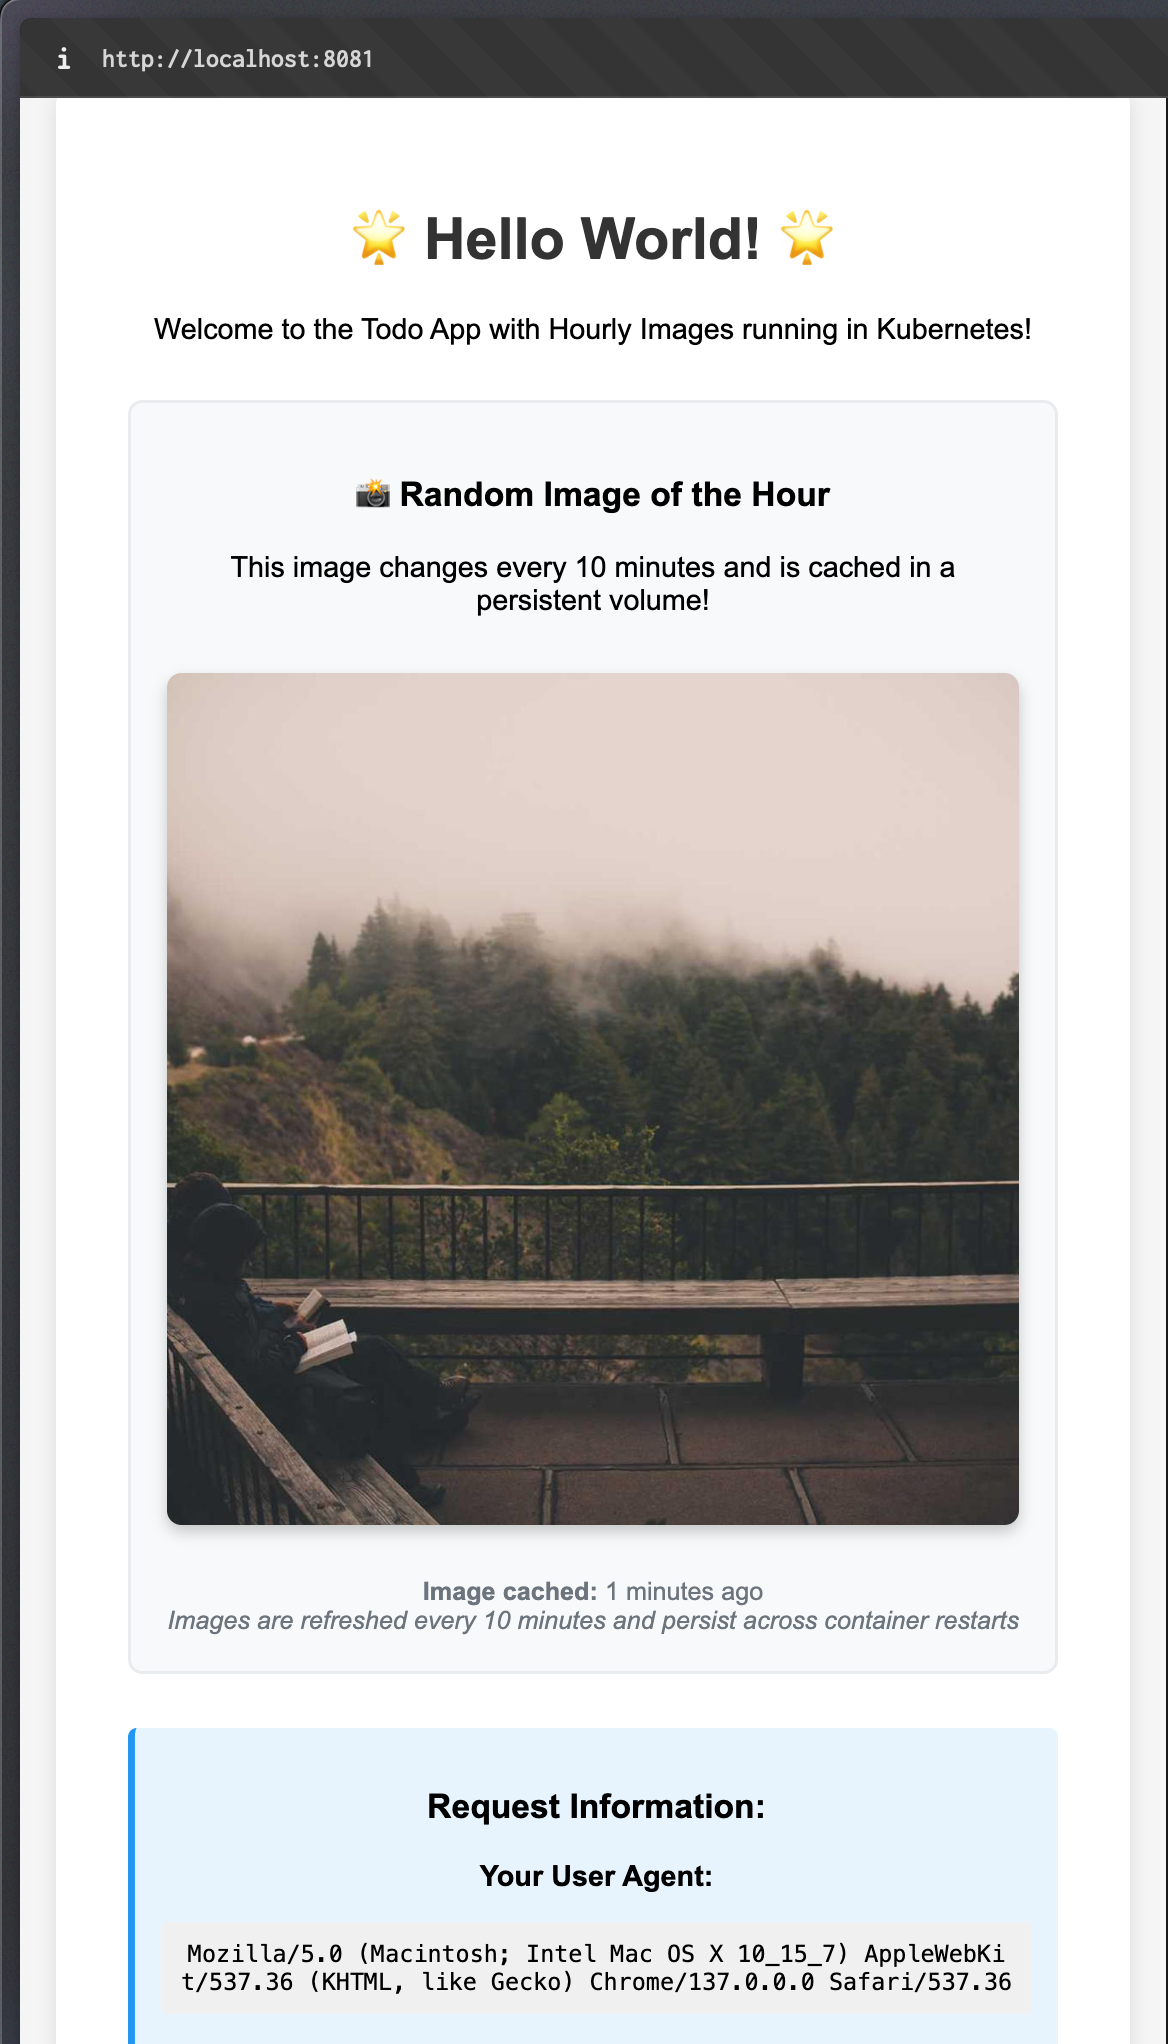 i http://localhost:8081
🌟 Hello World! 🌟
Welcome to the Todo App with Hourly Images running in Kubernetes!
📸 Random Image of the Hour
This image changes every 10 minutes and is cached in a
persistent volume!
Image cached: 1 minutes ago
Images are refreshed every 10 minutes and persist across container restarts
Request Information:
Your User Agent:
Mozilla/5.0 (Macintosh; Intel Mac OS X 10_15_7) AppleWebKi
t/537.36 (KHTML, like Gecko) Chrome/137.0.0.0 Safari/537.36